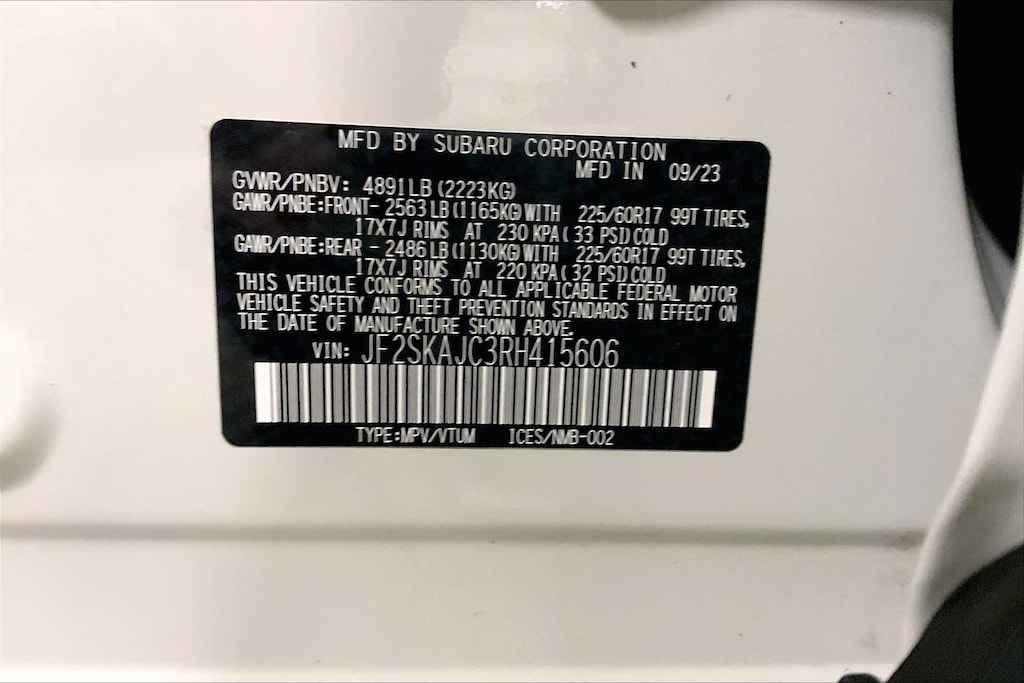 MFD BY SUBARU CORPORATION
MFD IN 09/23
GVWR/PNBV: 4891LB (2223KG)
GAWR/PNBE:FRONT- 2563 LB (1165KG) WITH 225/60R17 99T TIRES,
17X7J RIMS AT 230 KPA ( 33 PSI) COLD
GAWR/PNBE:REAR - 2486 LB (1130KG) WITH 225/60R17 99T TIRES,
17X7J RIMS AT 220 KPA ( 32 PSI) COLD
THIS VEHICLE CONFORMS TO ALL APPLICABLE FEDERAL MOTOR
VEHICLE SAFETY AND THEFT PREVENTION STANDARDS IN EFFECT ON
THE DATE OF MANUFACTURE SHOWN ABOVE.
VIN: JF2SKAJC3RH415606
TYPE:MPV/VTUM ICES/NMB-002